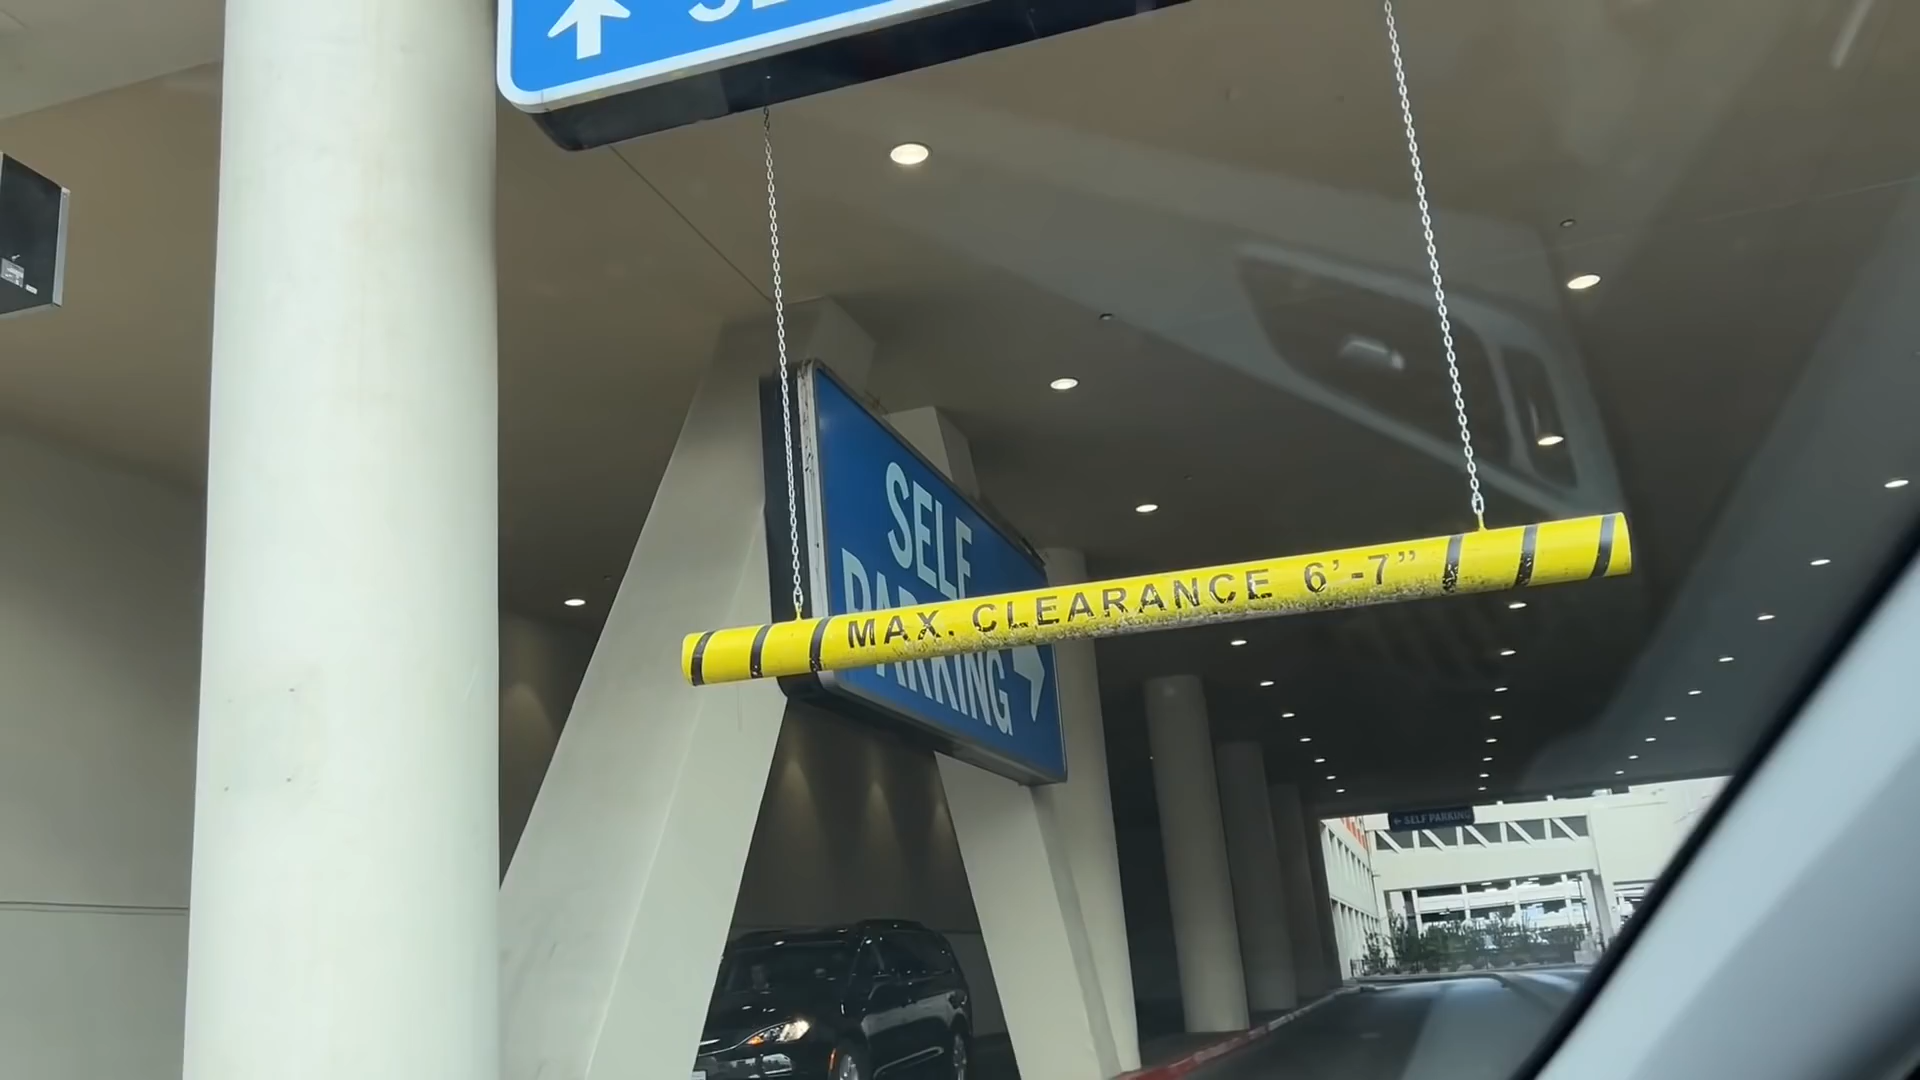 SELF
PARKING
MAX. CLEARANCE 6'-7"
← SELF PARKING